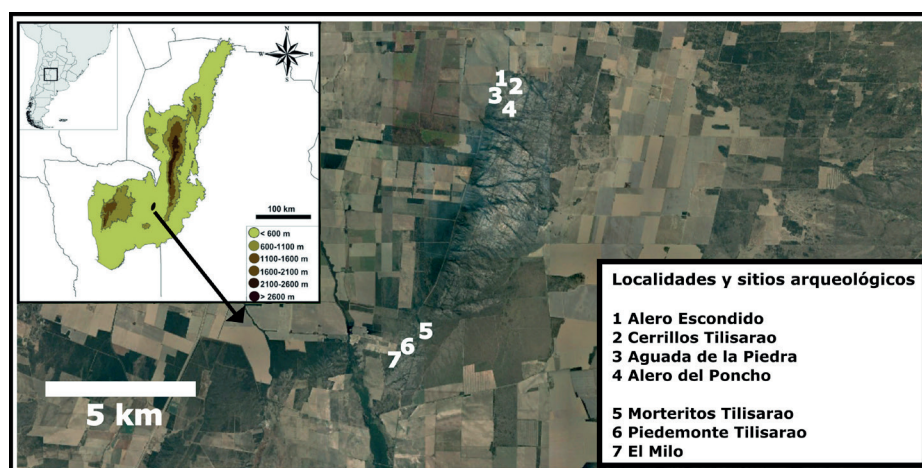 N
W
E
S
100 km
< 600 m
600-1100 m
1100-1600 m
1600-2100 m
2100-2600 m
> 2600 m
1
2
3
4
5
6
7
5 km
Localidades y sitios arqueológicos
1 Alero Escondido
2 Cerrillos Tilisarao
3 Aguada de la Piedra
4 Alero del Poncho
5 Morteritos Tilisarao
6 Piedemonte Tilisarao
7 El Milo